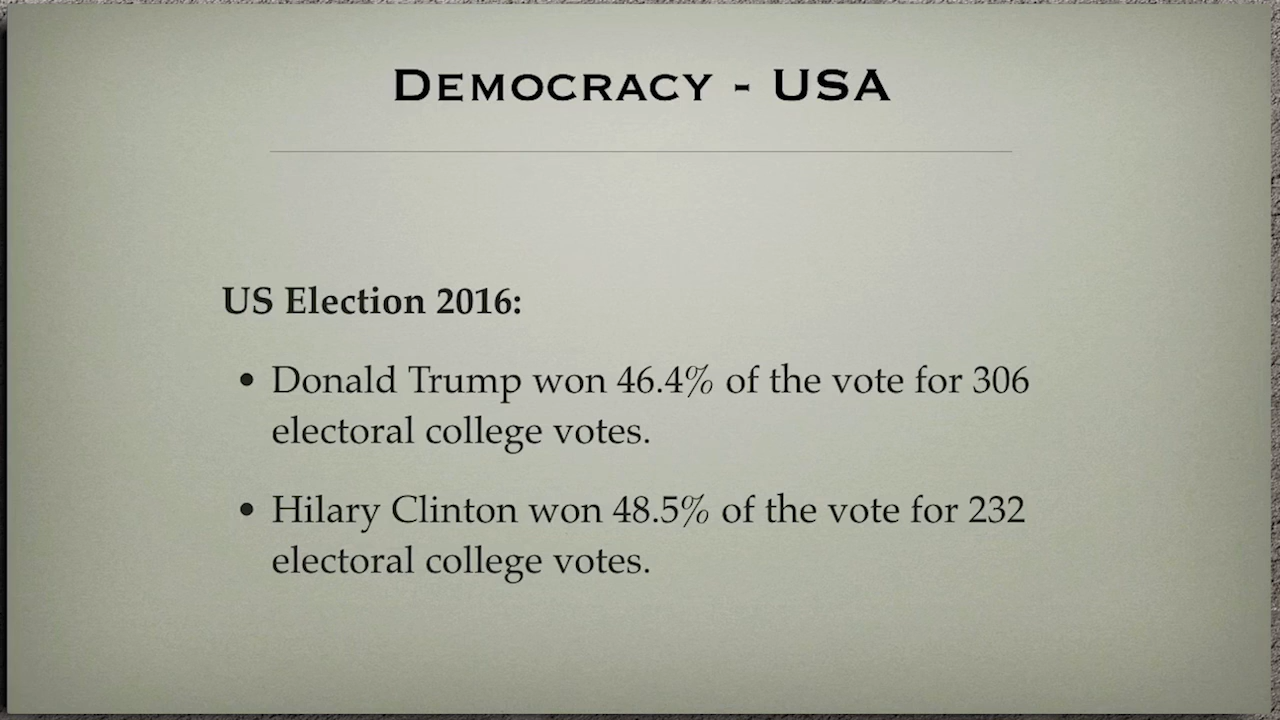 DEMOCRACY - USA
US Election 2016:
• Donald Trump won 46.4% of the vote for 306
electoral college votes.
• Hilary Clinton won 48.5% of the vote for 232
electoral college votes.